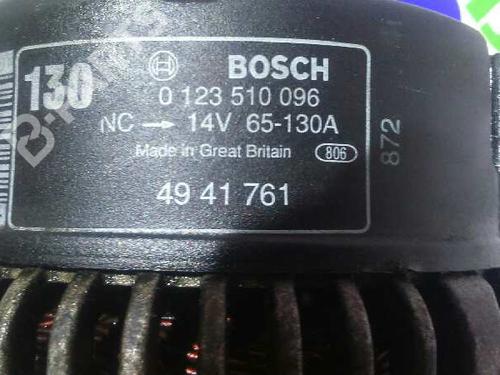 130
BOSCH
0 123 510 096
NC → 14V 65-130A
Made in Great Britain 806
49 41 761
872